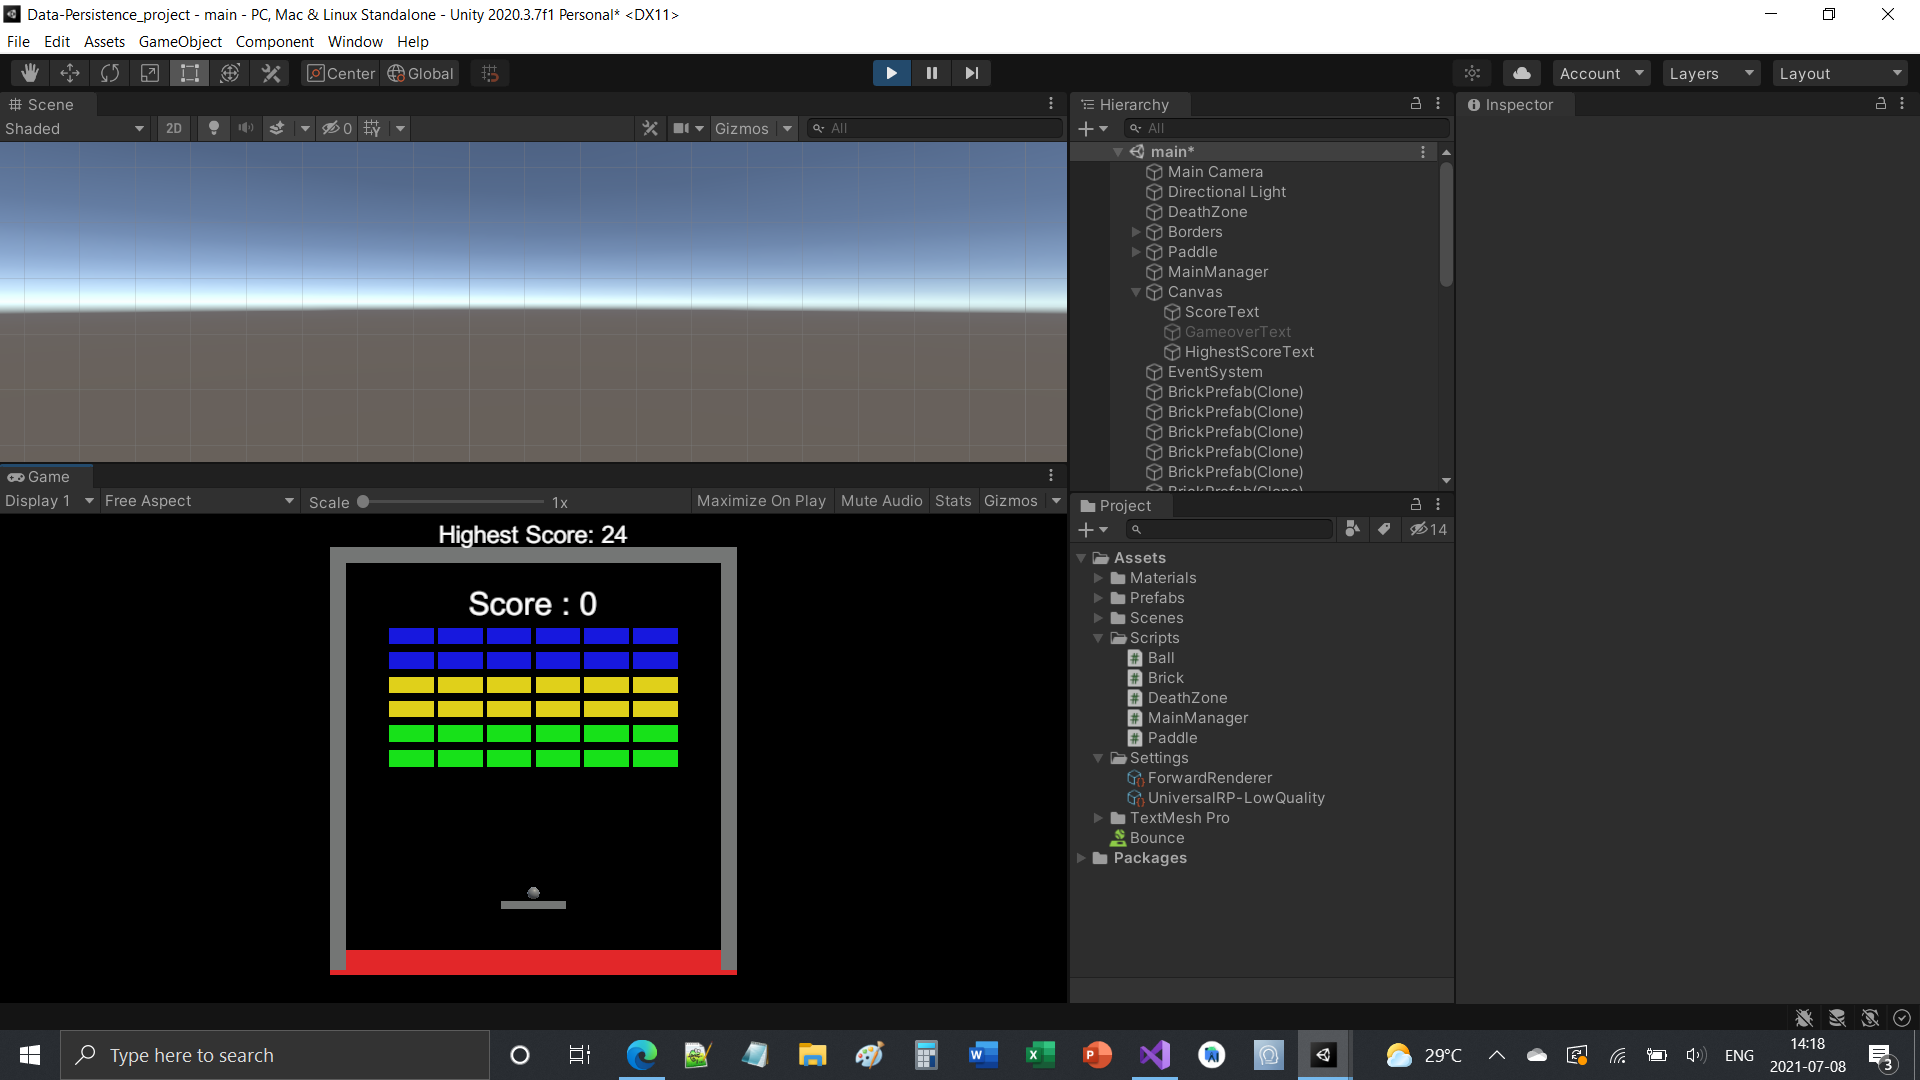 Data-Persistence_project - main - PC, Mac & Linux Standalone - Unity 2020.3.7f1 Personal* <DX11>
File Edit Assets GameObject Component Window Help
Center Global Account Layers Layout
Scene
Shaded 2D 0 Gizmos All
Hierarchy
All
main*
Main Camera
Directional Light
DeathZone
Borders
Paddle
MainManager
Canvas
ScoreText
GameoverText
HighestScoreText
EventSystem
BrickPrefab(Clone)
BrickPrefab(Clone)
BrickPrefab(Clone)
BrickPrefab(Clone)
BrickPrefab(Clone)
BrickPrefab(Clone)
Inspector
Game
Display 1 Free Aspect Scale 1x Maximize On Play Mute Audio Stats Gizmos
Highest Score: 24
Score : 0
Project
14
Assets
Materials
Prefabs
Scenes
Scripts
Ball
Brick
DeathZone
MainManager
Paddle
Settings
ForwardRenderer
UniversalRP-LowQuality
TextMesh Pro
Bounce
Packages
Type here to search
29°C
ENG
14:18
2021-07-08
3